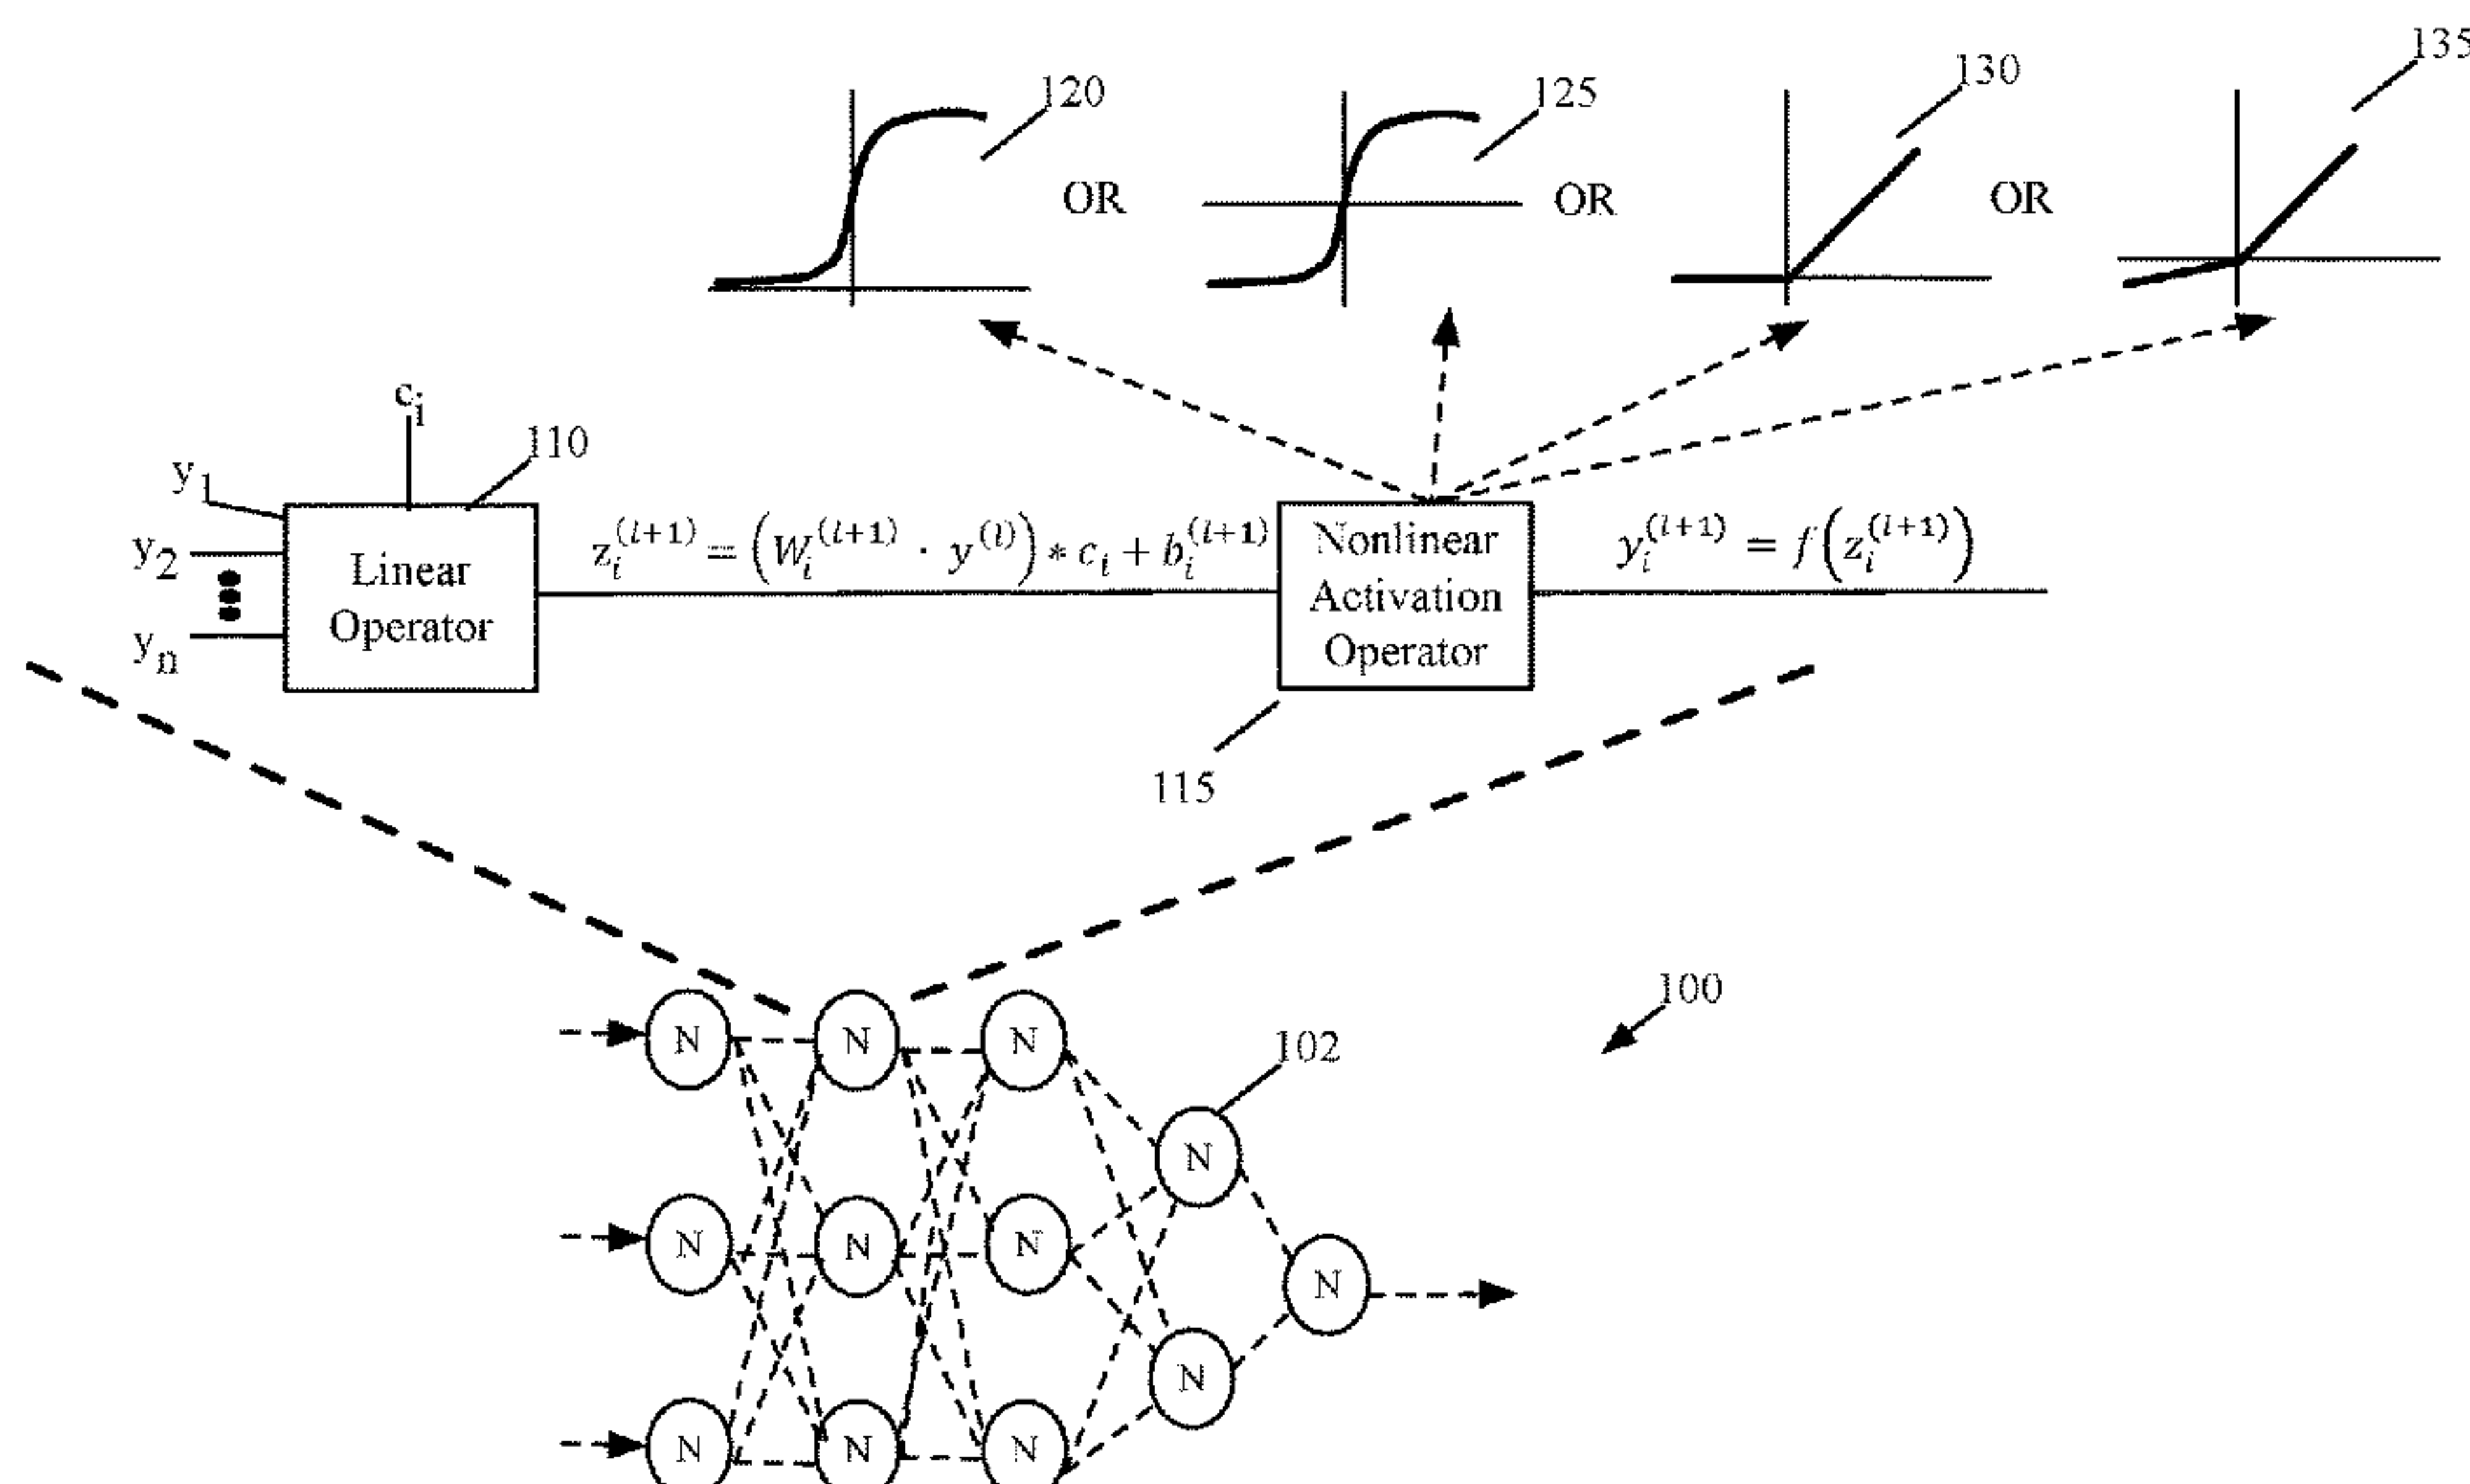 120
125
130
135
OR
OR
OR
c_i
110
y_1
y_2
y_n
Linear
Operator
z_i^{(l+1)} = (W_i^{(l+1)} · y^{(l)}) * c_i + b_i^{(l+1)}
Nonlinear
Activation
Operator
y_i^{(l+1)} = f(z_i^{(l+1)})
115
100
102
N N N
N
N N N
N
N
N N N